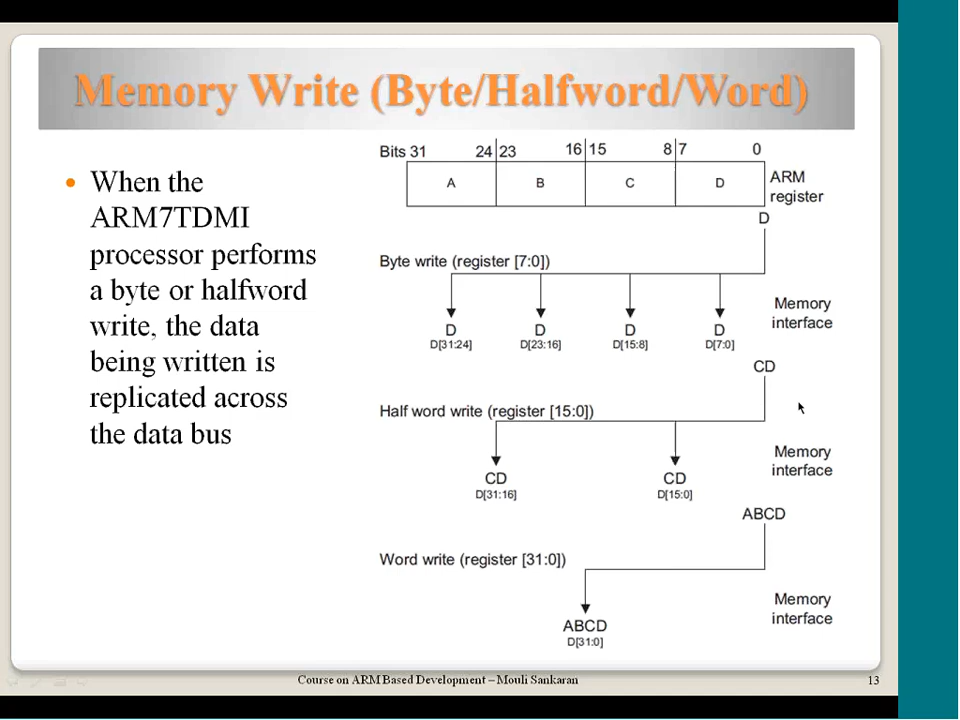 Memory Write (Byte/Halfword/Word)
When the
ARM7TDMI
processor performs
a byte or halfword
write, the data
being written is
replicated across
the data bus
Bits 31 24 23 16 15 8 7 0
A B C D
ARM
register
D
Byte write (register [7:0])
Memory
interface
D D D D
D[31:24] D[23:16] D[15:8] D[7:0]
CD
Half word write (register [15:0])
Memory
interface
CD CD
D[31:16] D[15:0]
ABCD
Word write (register [31:0])
Memory
interface
ABCD
D[31:0]
Course on ARM Based Development – Mouli Sankaran
13